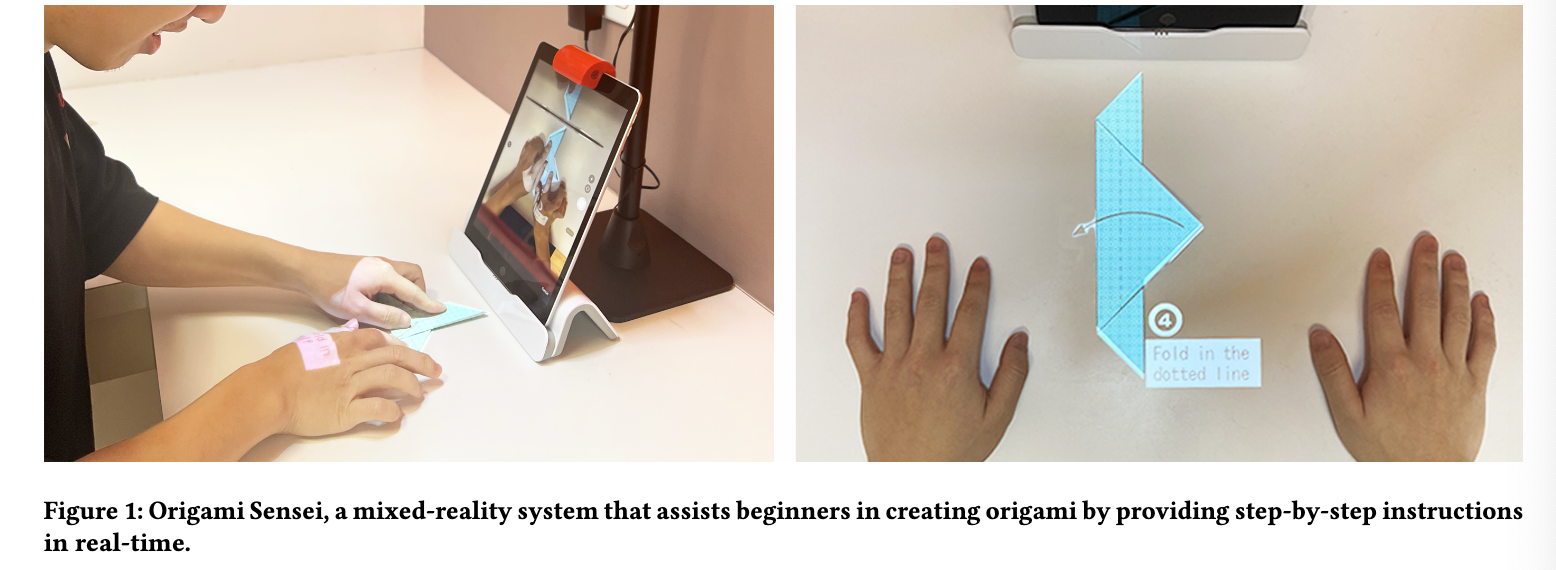 4
Fold in the
dotted line
Figure 1: Origami Sensei, a mixed-reality system that assists beginners in creating origami by providing step-by-step instructions
in real-time.